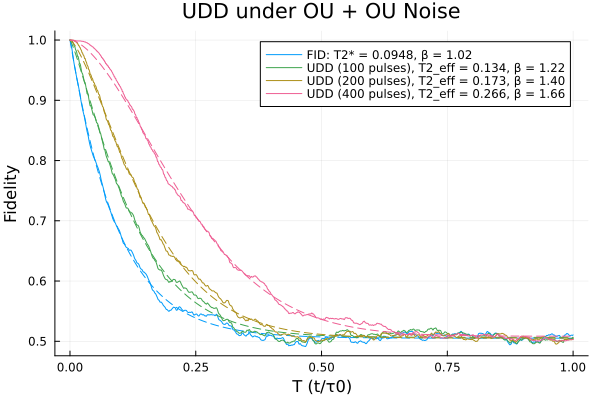 UDD under OU + OU Noise
FID: T2* = 0.0948, β = 1.02
UDD (100 pulses), T2_eff = 0.134, β = 1.22
UDD (200 pulses), T2_eff = 0.173, β = 1.40
UDD (400 pulses), T2_eff = 0.266, β = 1.66
Fidelity
1.0
0.9
0.8
0.7
0.6
0.5
0.00 0.25 0.50 0.75 1.00
T (t/τ0)